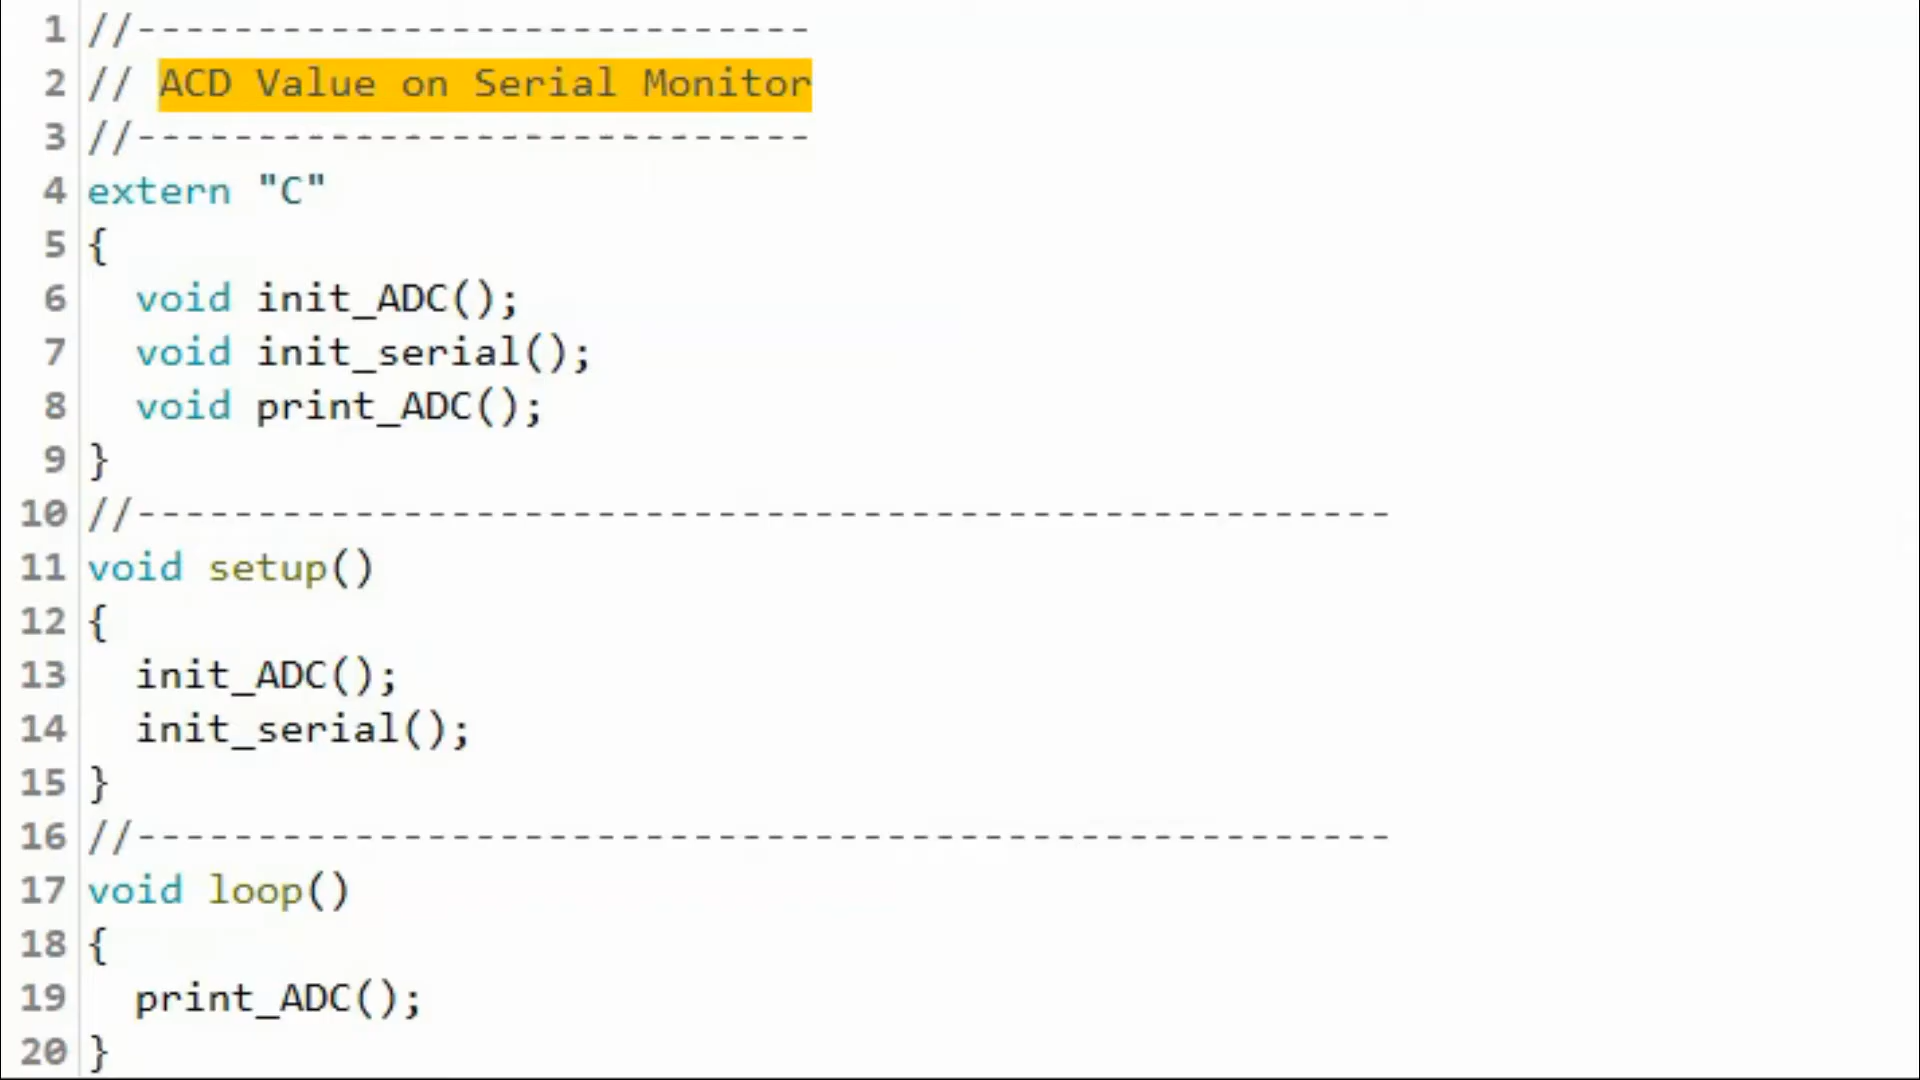 1 //----------------------------
2 // ACD Value on Serial Monitor
3 //----------------------------
4 extern "C"
5 {
6   void init_ADC();
7   void init_serial();
8   void print_ADC();
9 }
10 //----------------------------------------------------
11 void setup()
12 {
13   init_ADC();
14   init_serial();
15 }
16 //----------------------------------------------------
17 void loop()
18 {
19   print_ADC();
20 }